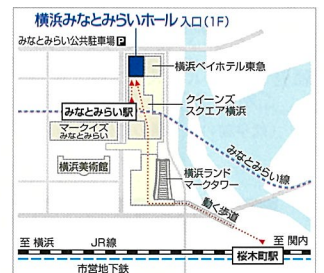 横浜みなとみらいホール 入口(1F)
みなとみらい公共駐車場 P
横浜ベイホテル東急
みなとみらい駅
クイーンズ
スクエア横浜
マークイズ
みなとみらい
みなとみらい線
横浜美術館
横浜ランド
マークタワー
動く歩道
至 横浜
JR線
至 関内
桜木町駅
市営地下鉄